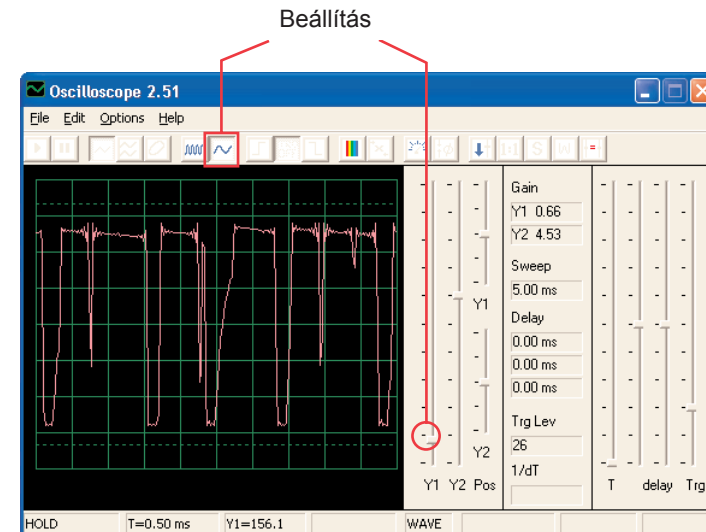 Beállítás
Oscilloscope 2.51
File Edit Options Help
1:1 S W =
Gain
Y1 0.66
Y2 4.53
Sweep
5.00 ms
Y1
Delay
0.00 ms
0.00 ms
0.00 ms
Trg Lev
26
Y2
1/dT
Y1 Y2 Pos
T delay Trg
HOLD T=0.50 ms Y1=156.1 WAVE